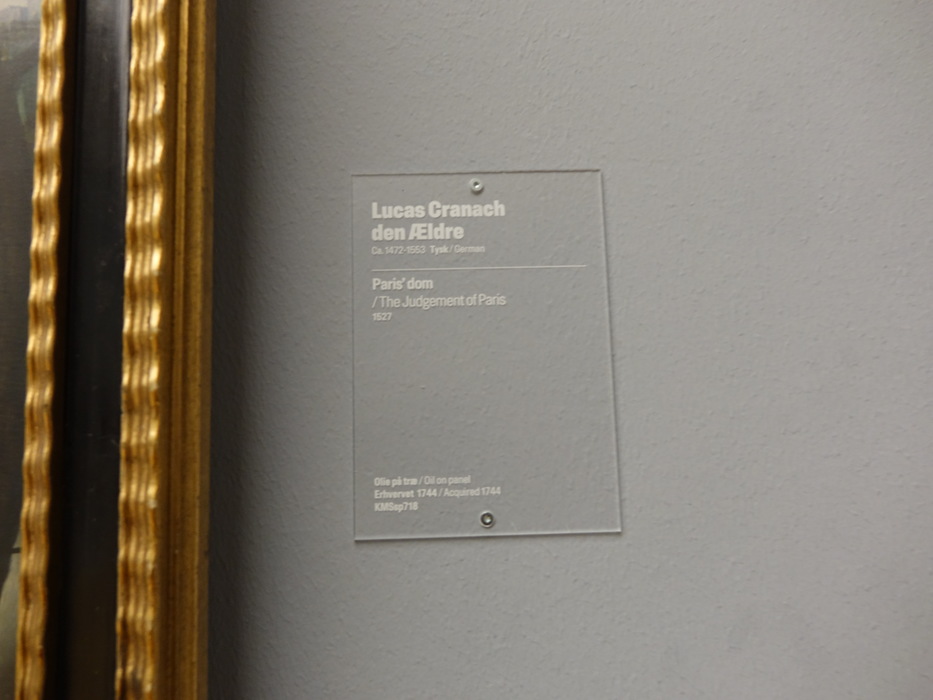 Lucas Cranach
den Ældre
Ca. 1472-1553 Tysk / German
Paris' dom
/ The Judgement of Paris
1527
Olie på træ / Oil on panel
Erhvervet 1744 / Acquired 1744
KMSsp718